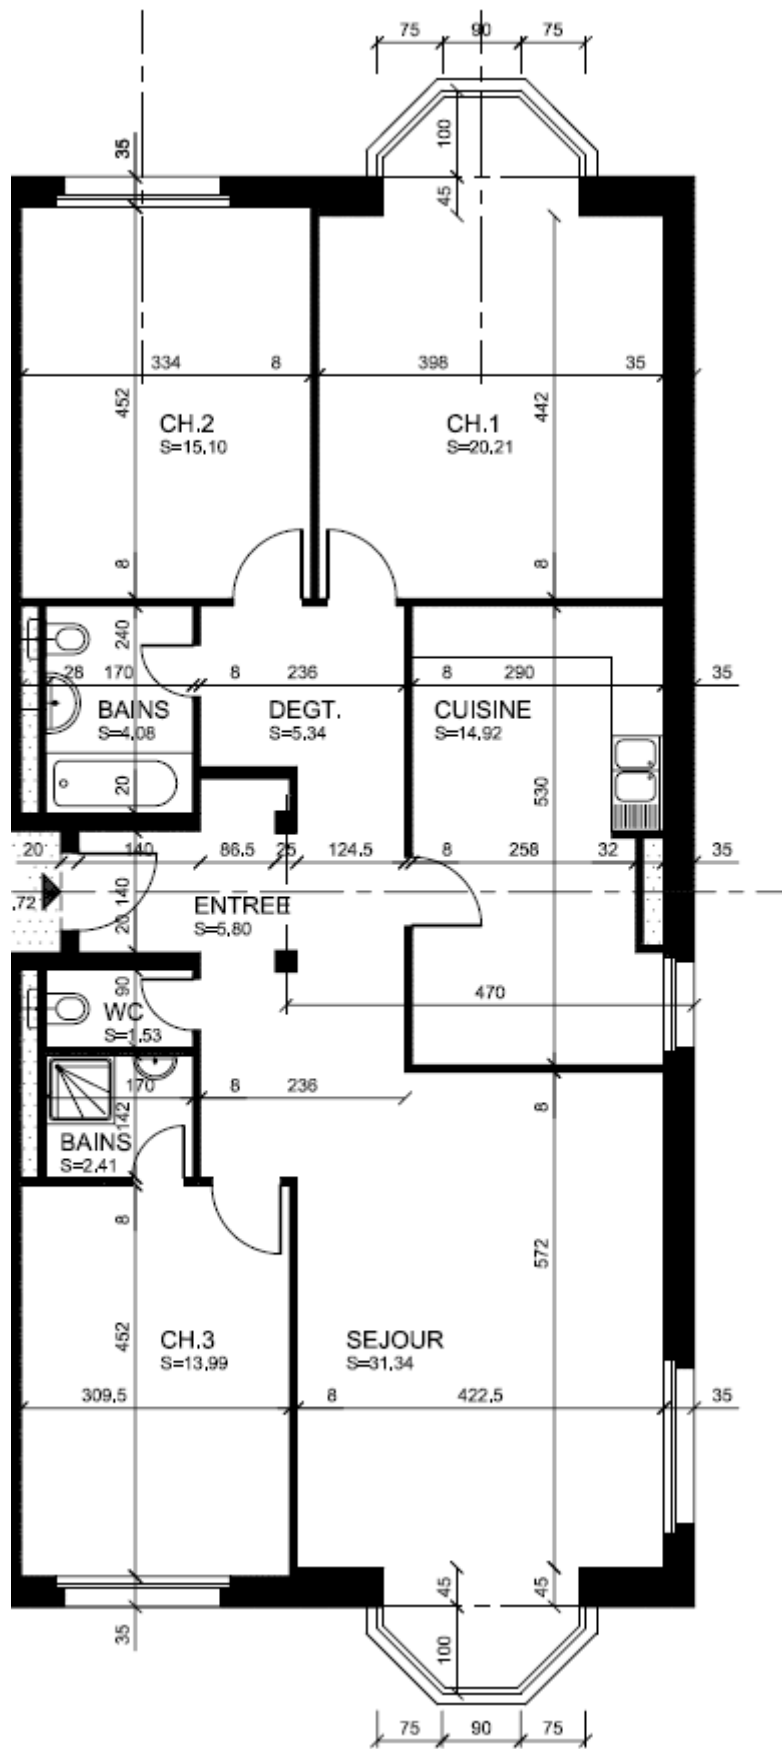 75 90 75
35
100
45
334 8 398 35
452
442
CH.2
S=15,10
CH.1
S=20,21
8
8
240
28 170 8 236 8 290 35
BAINS
S=4,08
DEGT.
S=5,34
CUISINE
S=14,92
20
530
20 140 86,5 25 124,5 8 258 32 35
,72
140
20
ENTREE
S=5,80
90
WC
S=1,53
470
170 8 236
142
8
BAINS
S=2,41
8
572
452
CH.3
S=13,99
SEJOUR
S=31,34
309,5 8 422,5 35
45
45
35
100
75 90 75